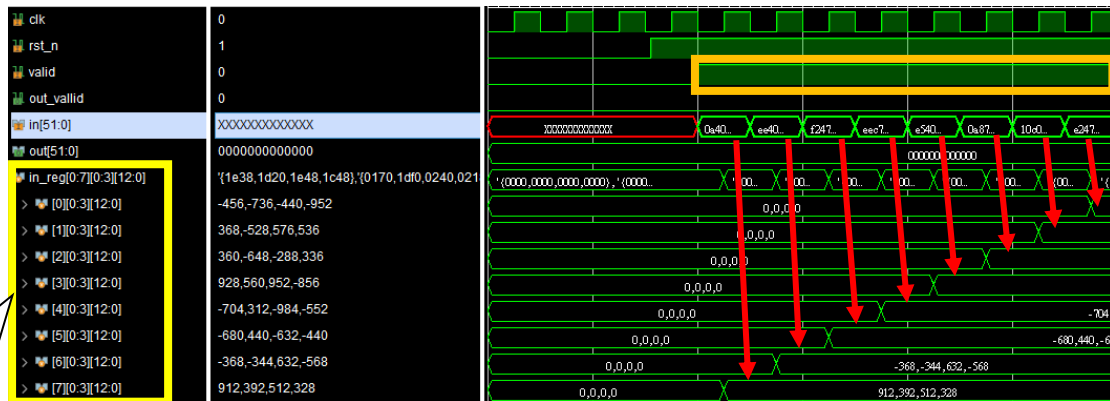 clk 0
rst_n 1
valid 0
out_vallid 0
in[51:0] XXXXXXXXXXXXX XXXXXXXXXXXXX 0a40... ee40... f247... eec7... e540... 0a87... 10c0... e247...
out[51:0] 0000000000000 0000000000000
in_reg[0:7][0:3][12:0] '{1e38,1d20,1e48,1c48},'{0170,1df0,0240,021 '{0000,0000,0000,0000},'{0000...
[0][0:3][12:0] -456,-736,-440,-952 0,0,0,0
[1][0:3][12:0] 368,-528,576,536 0,0,0,0
[2][0:3][12:0] 360,-648,-288,336 0,0,0,0
[3][0:3][12:0] 928,560,952,-856 0,0,0,0
[4][0:3][12:0] -704,312,-984,-552 0,0,0,0 -704
[5][0:3][12:0] -680,440,-632,-440 0,0,0,0 -680,440,-6
[6][0:3][12:0] -368,-344,632,-568 0,0,0,0 -368,-344,632,-568
[7][0:3][12:0] 912,392,512,328 0,0,0,0 912,392,512,328